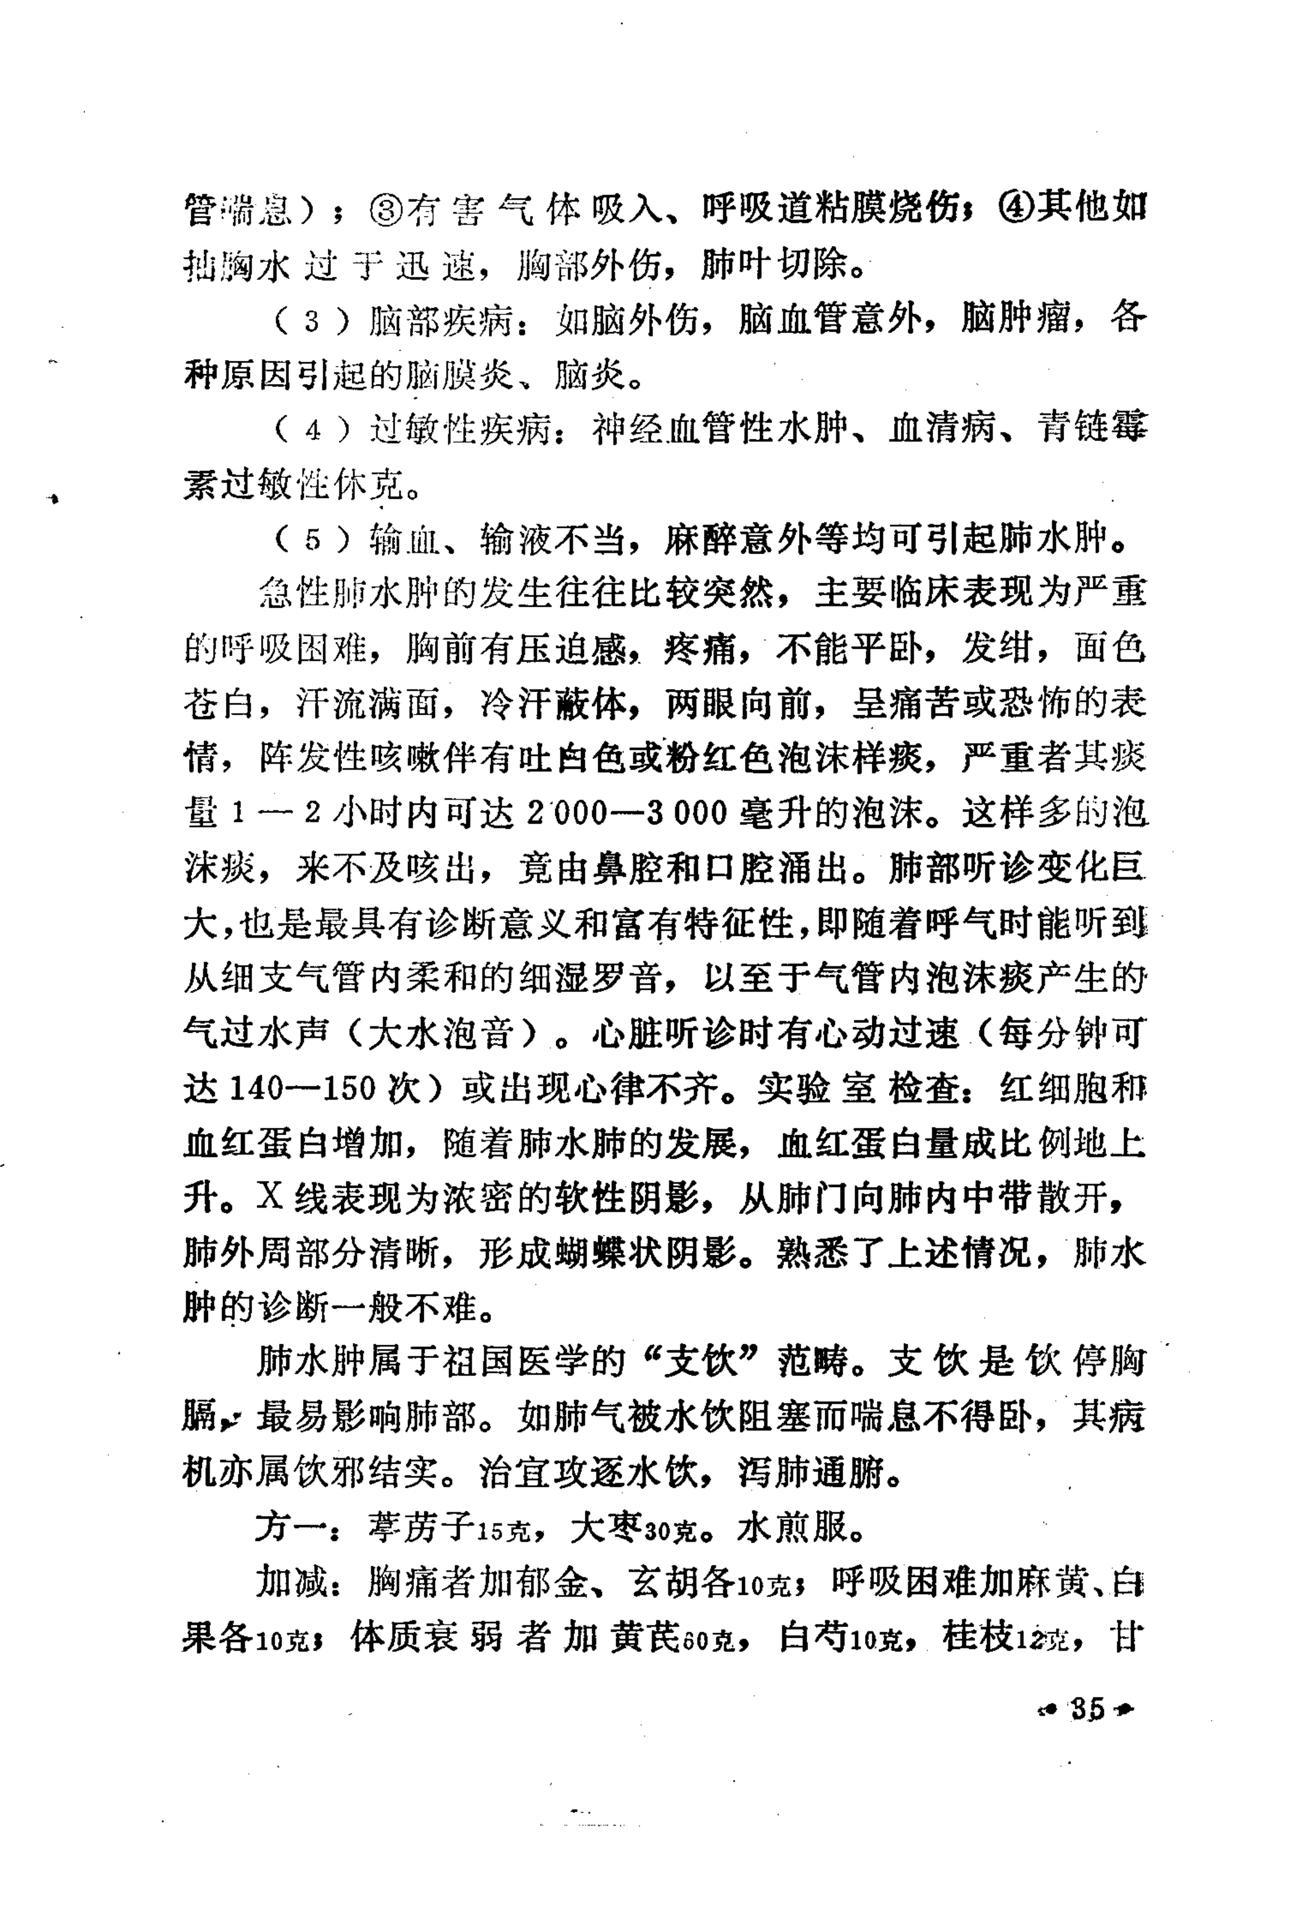 管喘息）；③有害气体吸入、呼吸道粘膜烧伤；④其他如
抽胸水过于迅速，胸部外伤，肺叶切除。
（3）脑部疾病：如脑外伤，脑血管意外，脑肿瘤，各
种原因引起的脑膜炎、脑炎。
（4）过敏性疾病：神经血管性水肿、血清病、青链霉
素过敏性休克。
（5）输血、输液不当，麻醉意外等均可引起肺水肿。
急性肺水肿的发生往往比较突然，主要临床表现为严重
的呼吸困难，胸前有压迫感，疼痛，不能平卧，发绀，面色
苍白，汗流满面，冷汗蔽体，两眼向前，呈痛苦或恐怖的表
情，阵发性咳嗽伴有吐白色或粉红色泡沫样痰，严重者其痰
量1—2小时内可达2000—3000毫升的泡沫。这样多的泡
沫痰，来不及咳出，竟由鼻腔和口腔涌出。肺部听诊变化巨
大，也是最具有诊断意义和富有特征性，即随着呼气时能听到
从细支气管内柔和的细湿罗音，以至于气管内泡沫痰产生的
气过水声（大水泡音）。心脏听诊时有心动过速（每分钟可
达140—150次）或出现心律不齐。实验室检查：红细胞和
血红蛋白增加，随着肺水肺的发展，血红蛋白量成比例地上
升。X线表现为浓密的软性阴影，从肺门向肺内中带散开，
肺外周部分清晰，形成蝴蝶状阴影。熟悉了上述情况，肺水
肿的诊断一般不难。
肺水肿属于祖国医学的“支饮”范畴。支饮是饮停胸
膈，最易影响肺部。如肺气被水饮阻塞而喘息不得卧，其病
机亦属饮邪结实。治宜攻逐水饮，泻肺通腑。
方一：葶苈子15克，大枣30克。水煎服。
加减：胸痛者加郁金、玄胡各10克；呼吸困难加麻黄、白
果各10克；体质衰弱者加黄芪60克，白芍10克，桂枝12克，甘
• 35 •